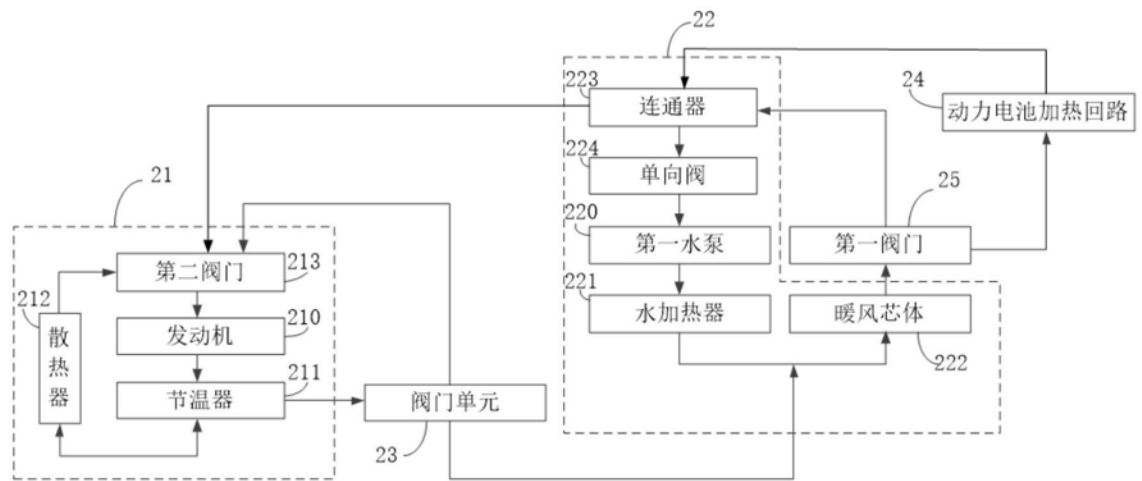 22
223
连通器
24
动力电池加热回路
224
单向阀
21
25
220
第一水泵
第一阀门
第二阀门
213
212
散热器
221
水加热器
暖风芯体
发动机
210
222
节温器
211
阀门单元
23